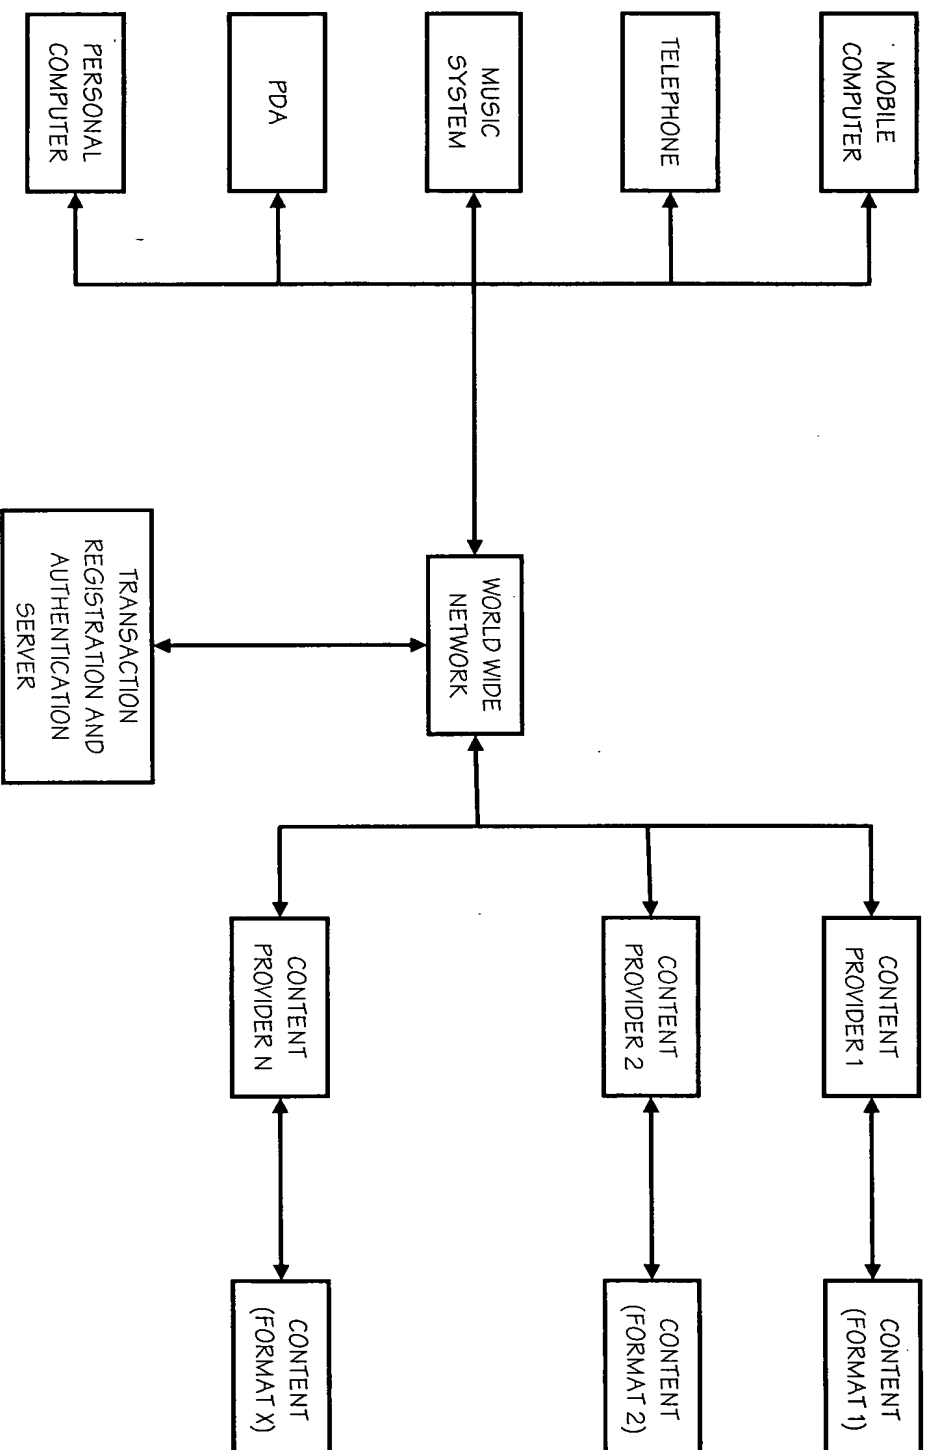 MOBILE
COMPUTER
TELEPHONE
MUSIC
SYSTEM
PDA
PERSONAL
COMPUTER
WORLD WIDE
NETWORK
TRANSACTION
REGISTRATION AND
AUTHENTICATION
SERVER
CONTENT
PROVIDER 1
CONTENT
PROVIDER 2
CONTENT
PROVIDER N
CONTENT
(FORMAT 1)
CONTENT
(FORMAT 2)
CONTENT
(FORMAT X)